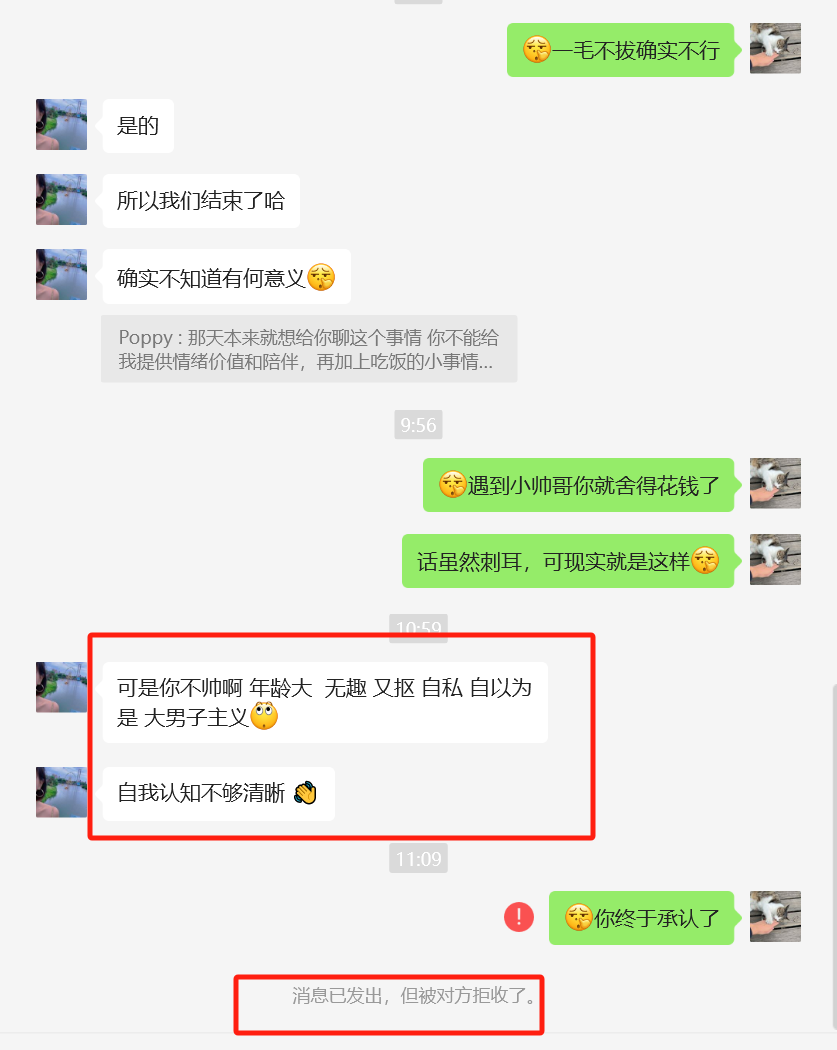 一毛不拔确实不行
是的
所以我们结束了哈
确实不知道有何意义
Poppy : 那天本来就想给你聊这个事情 你不能给
我提供情绪价值和陪伴，再加上吃饭的小事情...
9:56
遇到小帅哥你就舍得花钱了
话虽然刺耳，可现实就是这样
10:59
可是你不帅啊 年龄大  无趣 又抠 自私 自以为
是 大男子主义
自我认知不够清晰
11:09
你终于承认了
消息已发出，但被对方拒收了。